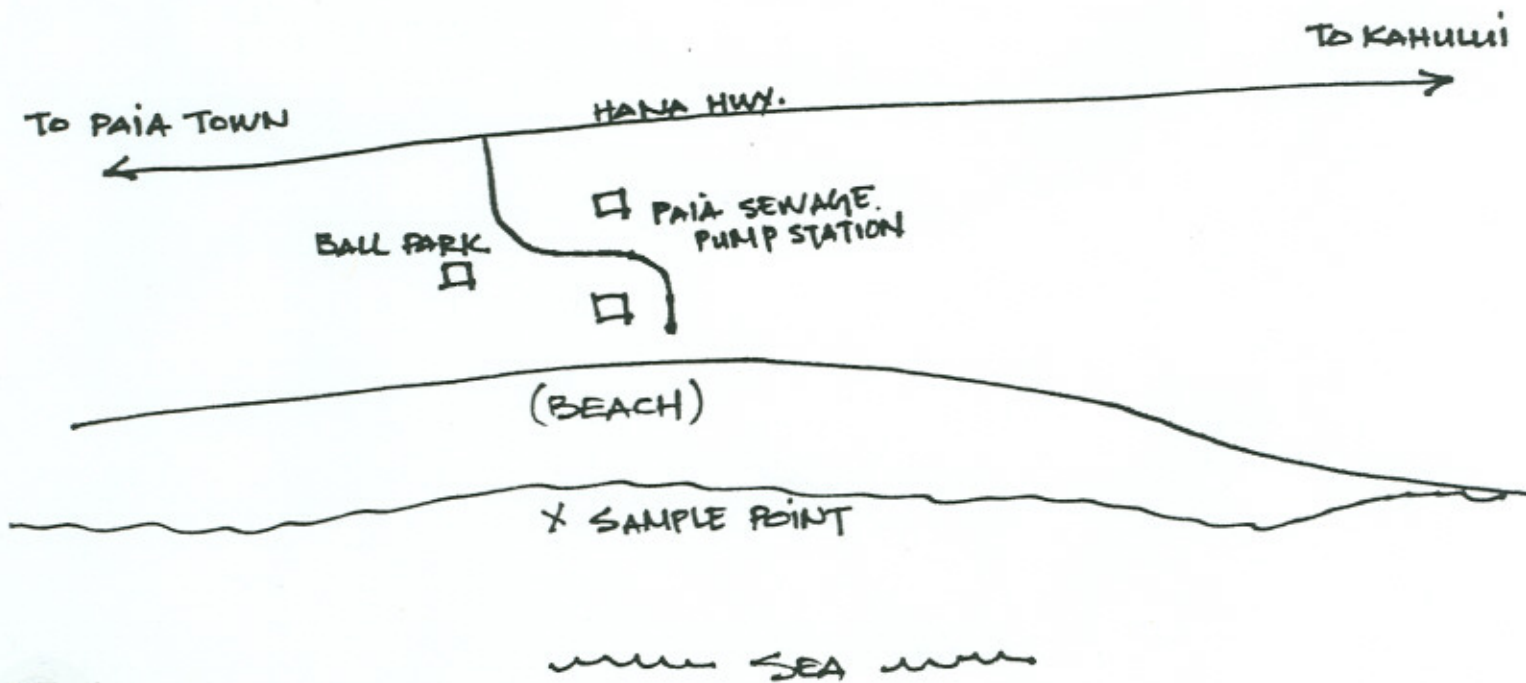 TO KAHULUI
HANA HWY.
TO PAIA TOWN
PAIA SEWAGE.
PUMP STATION
BALL PARK
(BEACH)
X SAMPLE POINT
SEA